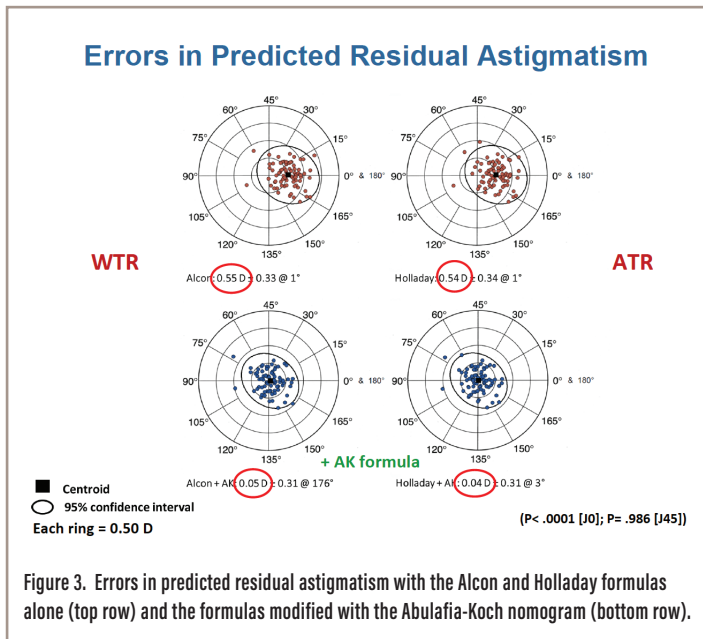 Errors in Predicted Residual Astigmatism
45° 45°
60° 30° 60° 30°
75° 15° 75° 15°
90° 0° & 180° 90° 0° & 180°
105° 165° 105° 165°
120° 150° 120° 150°
135° 135°
WTR ATR
Alcon: 0.55 D ± 0.33 @ 1° Holladay: 0.54 D ± 0.34 @ 1°
45° 45°
60° 30° 60° 30°
75° 15° 75° 15°
90° 0° & 180° 90° 0° & 180°
105° 165° 105° 165°
120° 150° 120° 150°
135° 135°
+ AK formula
Alcon + AK: 0.05 D ± 0.31 @ 176° Holladay + AK: 0.04 D ± 0.31 @ 3°
Centroid
95% confidence interval
Each ring = 0.50 D
(P< .0001 [J0]; P= .986 [J45])
Figure 3. Errors in predicted residual astigmatism with the Alcon and Holladay formulas
alone (top row) and the formulas modified with the Abulafia-Koch nomogram (bottom row).